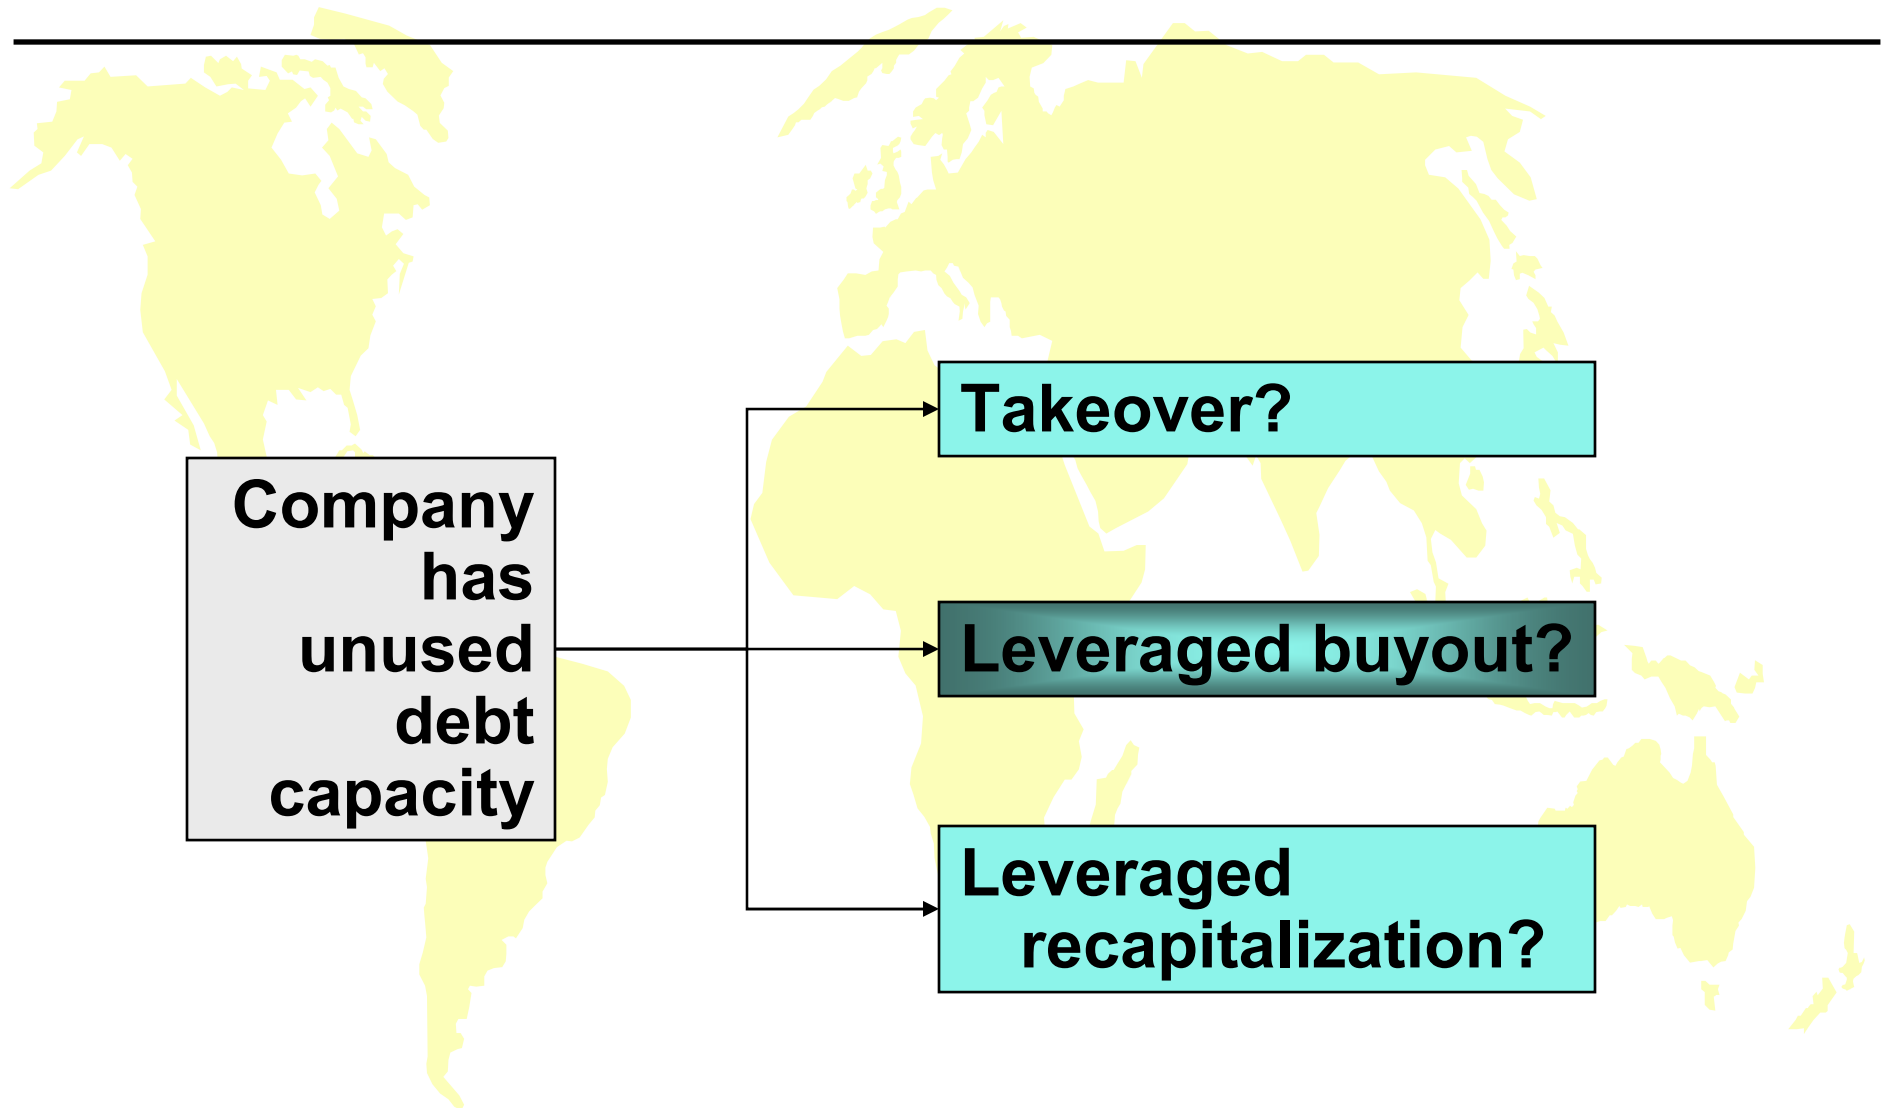 Company
has
unused
debt
capacity
Takeover?
Leveraged buyout?
Leveraged
recapitalization?